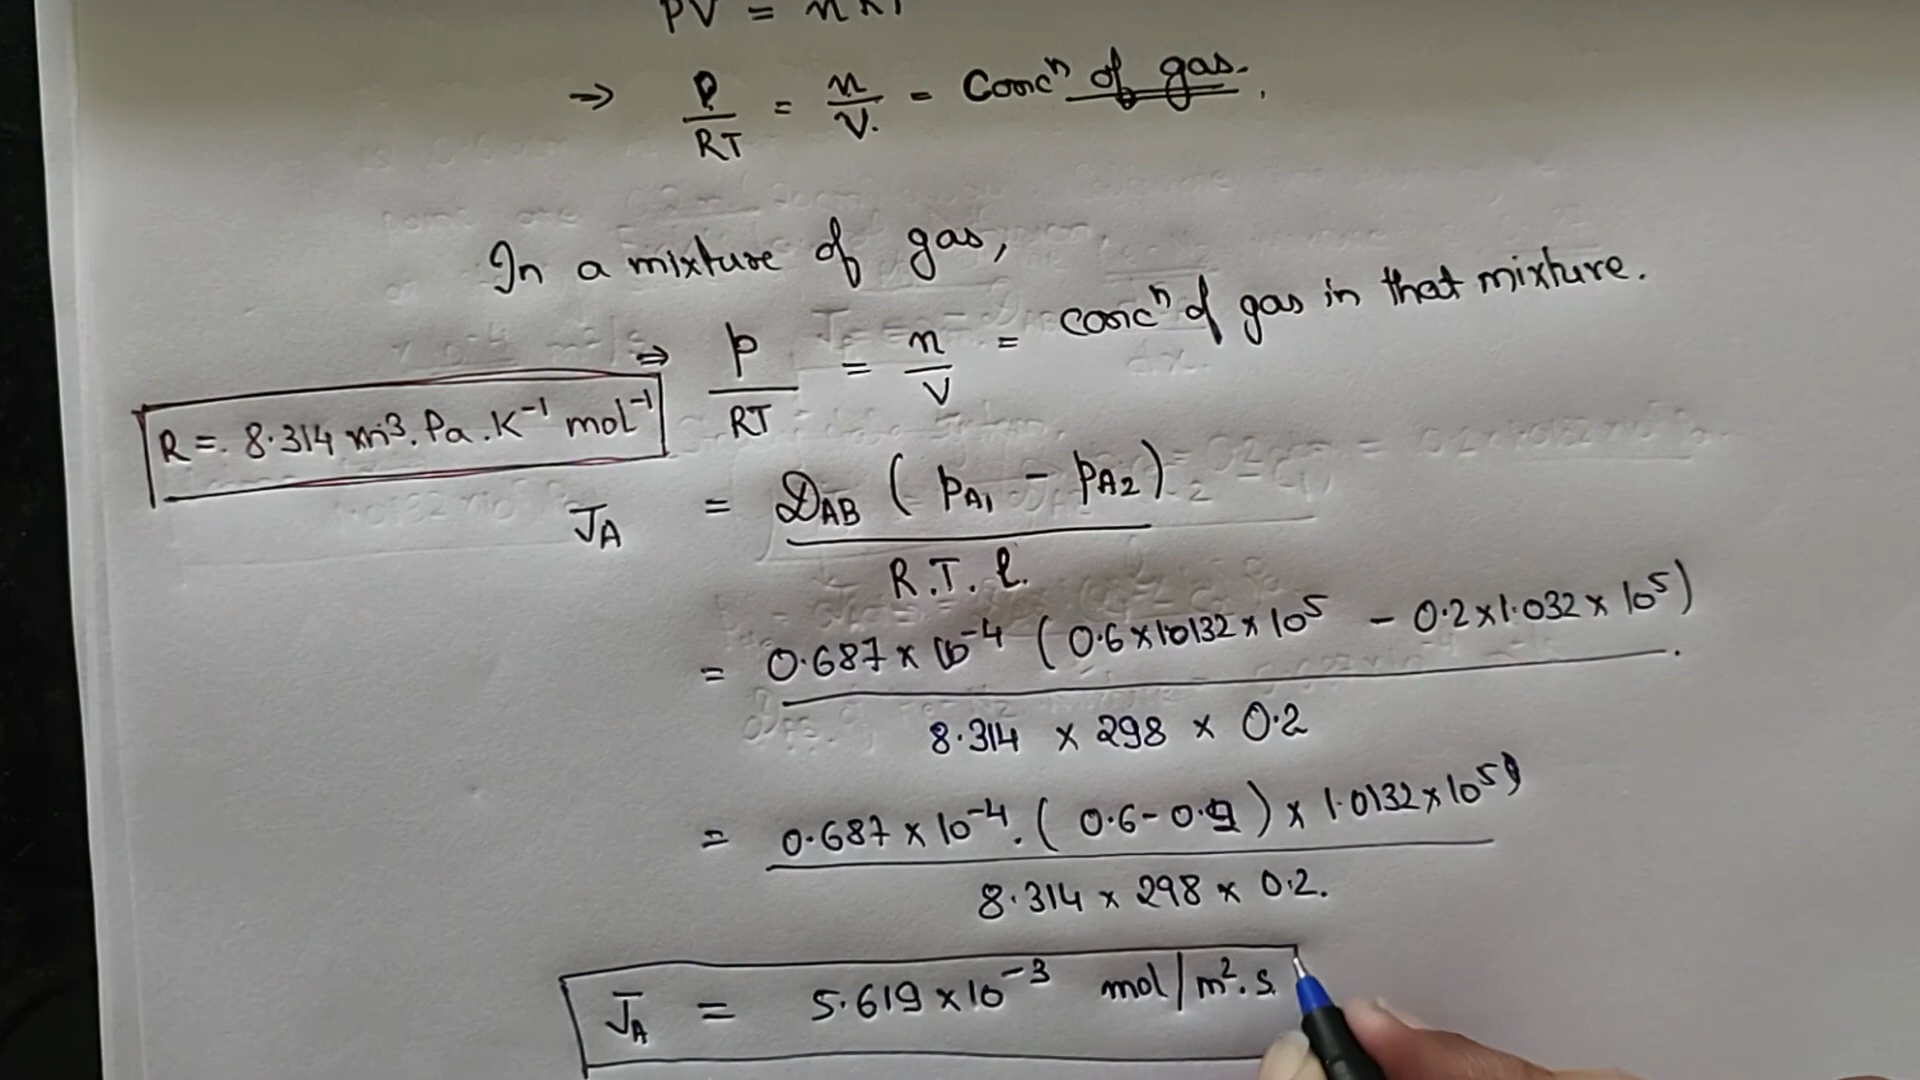 PV = nRT
⇒ P/RT = n/V. = Concⁿ of gas.
In a mixture of gas,
⇒ p/RT = n/V = concⁿ of gas in that mixture.
R = 8.314 m³. Pa. K⁻¹ mol⁻¹
J_A = D_AB ( p_A1 - p_A2 ) / R.T.l.
= 0.687 x 10⁻⁴ ( 0.6 x 1.0132 x 10⁵ - 0.2 x 1.032 x 10⁵ ) / 8.314 x 298 x 0.2
= 0.687 x 10⁻⁴. ( 0.6 - 0.2 ) x 1.0132 x 10⁵ / 8.314 x 298 x 0.2.
J_A = 5.619 x 10⁻³ mol/m².s.